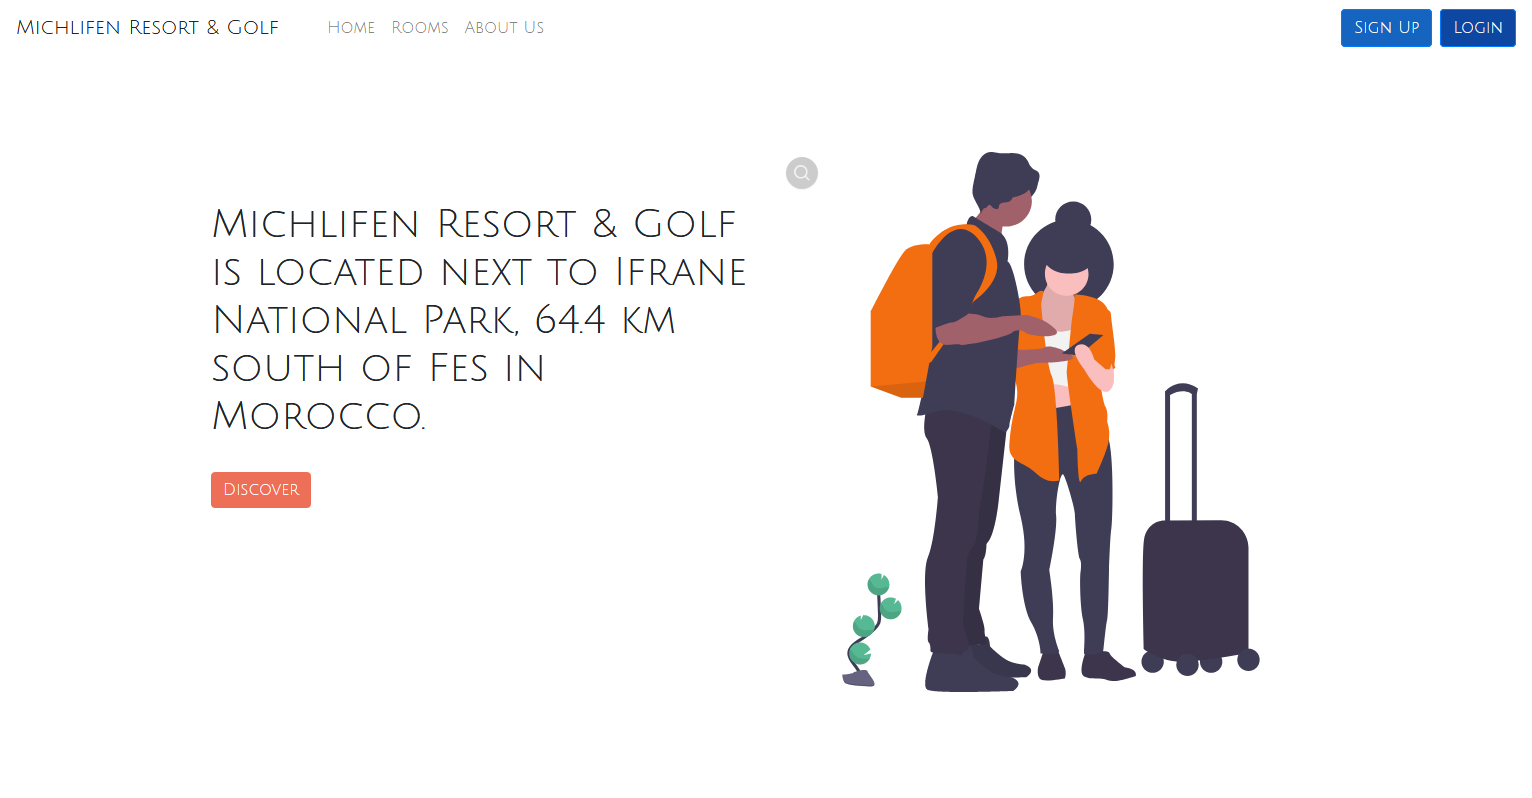 Michlifen Resort & Golf
Home Rooms About Us
Sign Up Login
Michlifen Resort & Golf
is located next to Ifrane
National Park, 64.4 km
south of Fes in
Morocco.
Discover